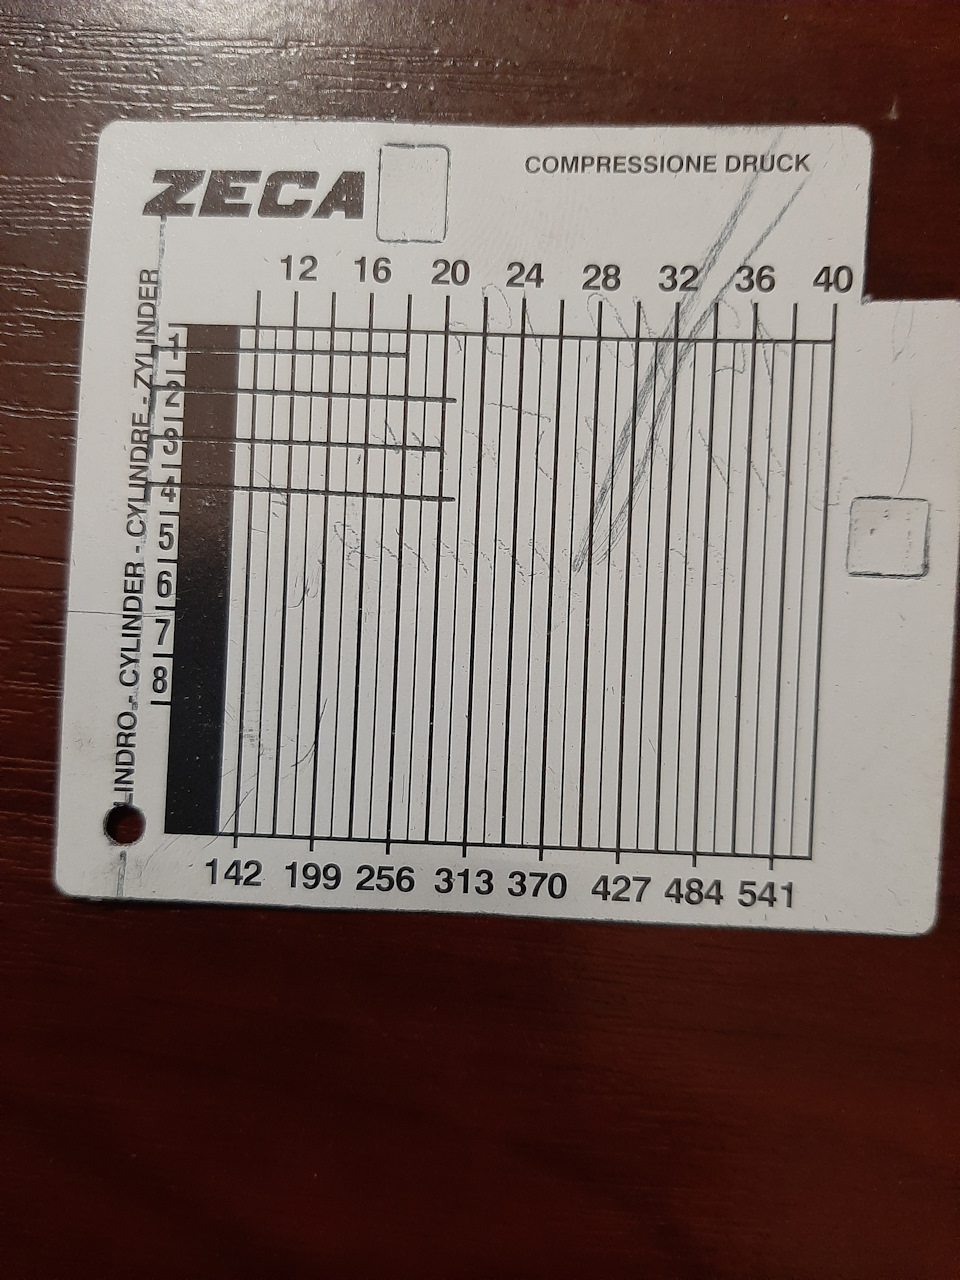 ZECA
COMPRESSIONE DRUCK
12 16 20 24 28 32 36 40
LINDRO - CYLINDER - CYLINDRE - ZYLINDER
1
2
3
4
5
6
7
8
142 199 256 313 370 427 484 541